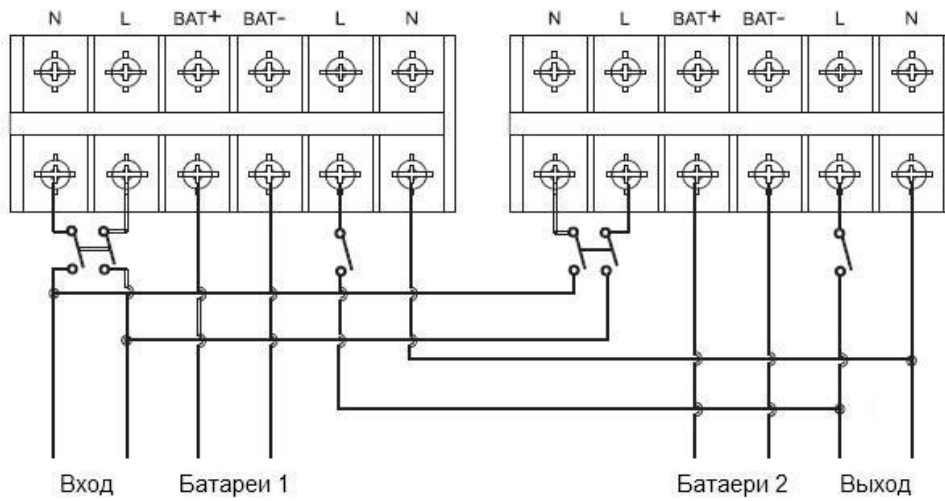 N L BAT+ BAT- L N N L BAT+ BAT- L N
Вход Батареи 1 Батаери 2 Выход